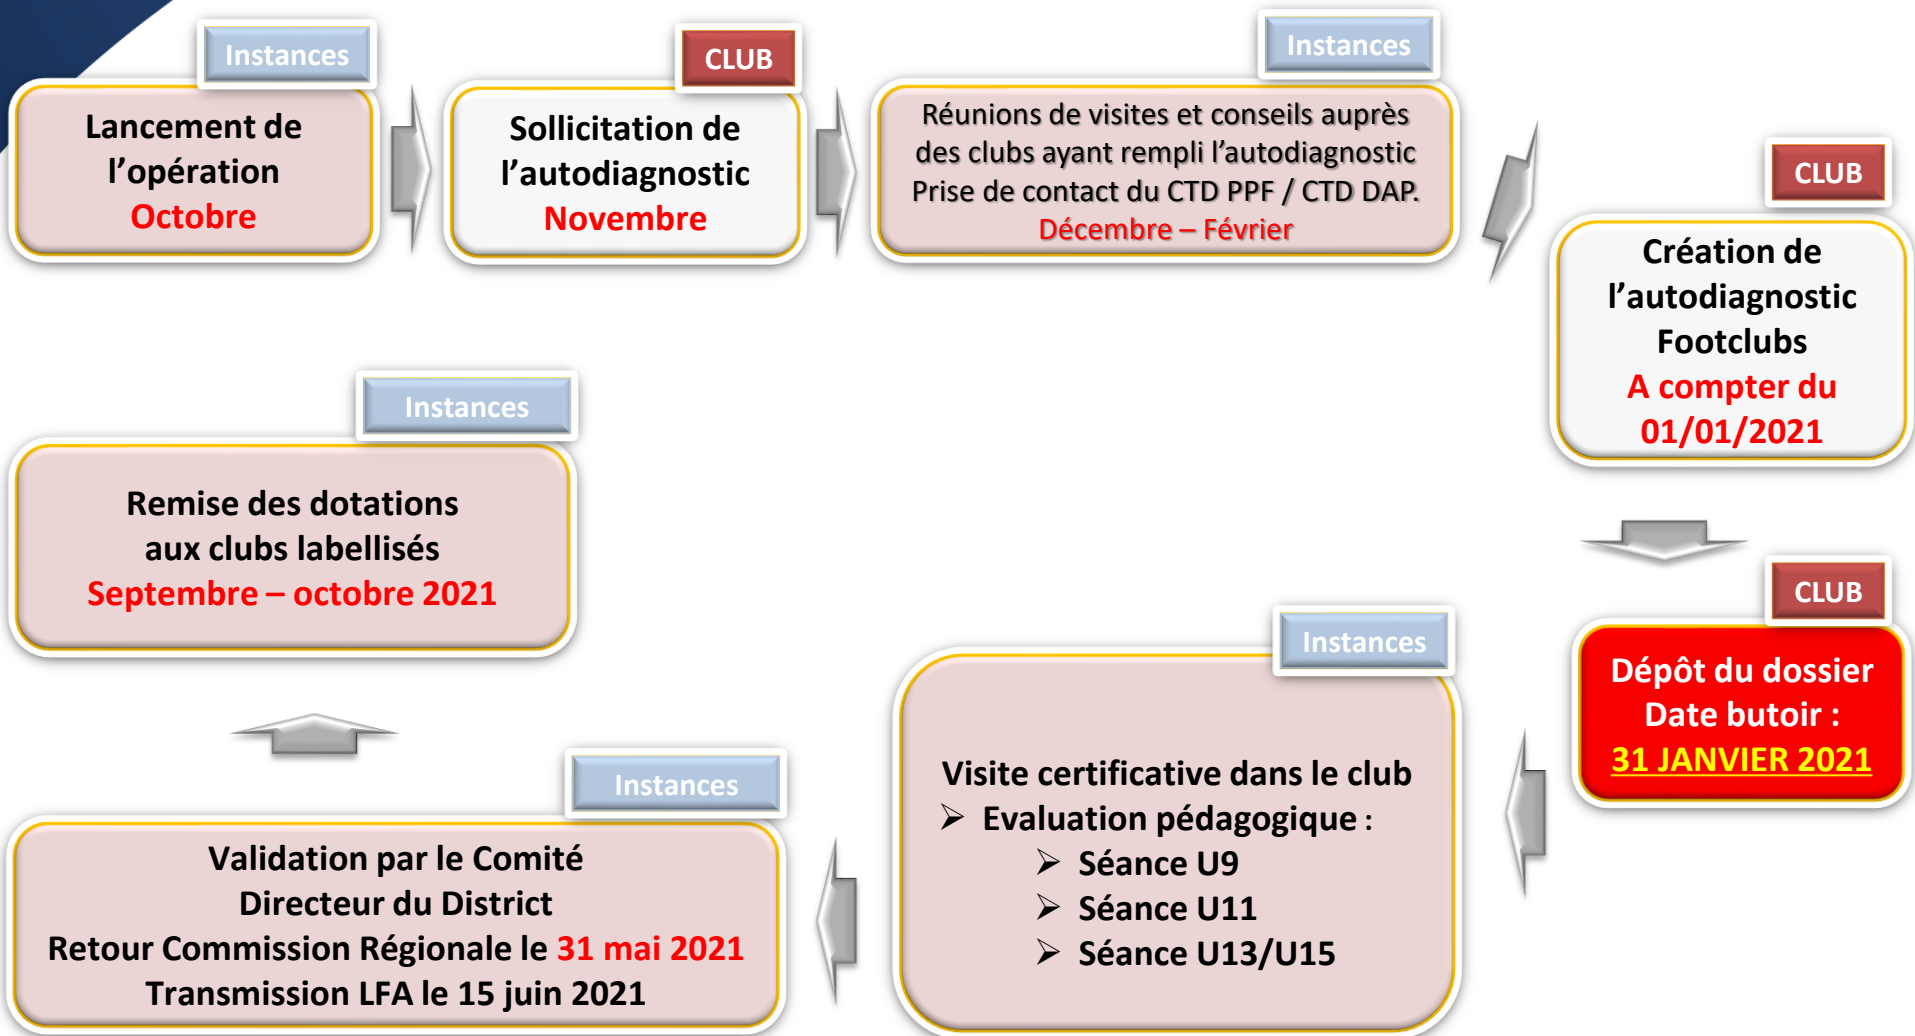 Instances
Lancement de
l’opération
Octobre
CLUB
Sollicitation de
l’autodiagnostic
Novembre
Instances
Réunions de visites et conseils auprès
des clubs ayant rempli l’autodiagnostic
Prise de contact du CTD PPF / CTD DAP.
Décembre – Février
CLUB
Création de
l’autodiagnostic
Footclubs
A compter du
01/01/2021
CLUB
Dépôt du dossier
Date butoir :
31 JANVIER 2021
Instances
Visite certificative dans le club
➢ Evaluation pédagogique :
➢ Séance U9
➢ Séance U11
➢ Séance U13/U15
Instances
Validation par le Comité
Directeur du District
Retour Commission Régionale le 31 mai 2021
Transmission LFA le 15 juin 2021
Instances
Remise des dotations
aux clubs labellisés
Septembre – octobre 2021